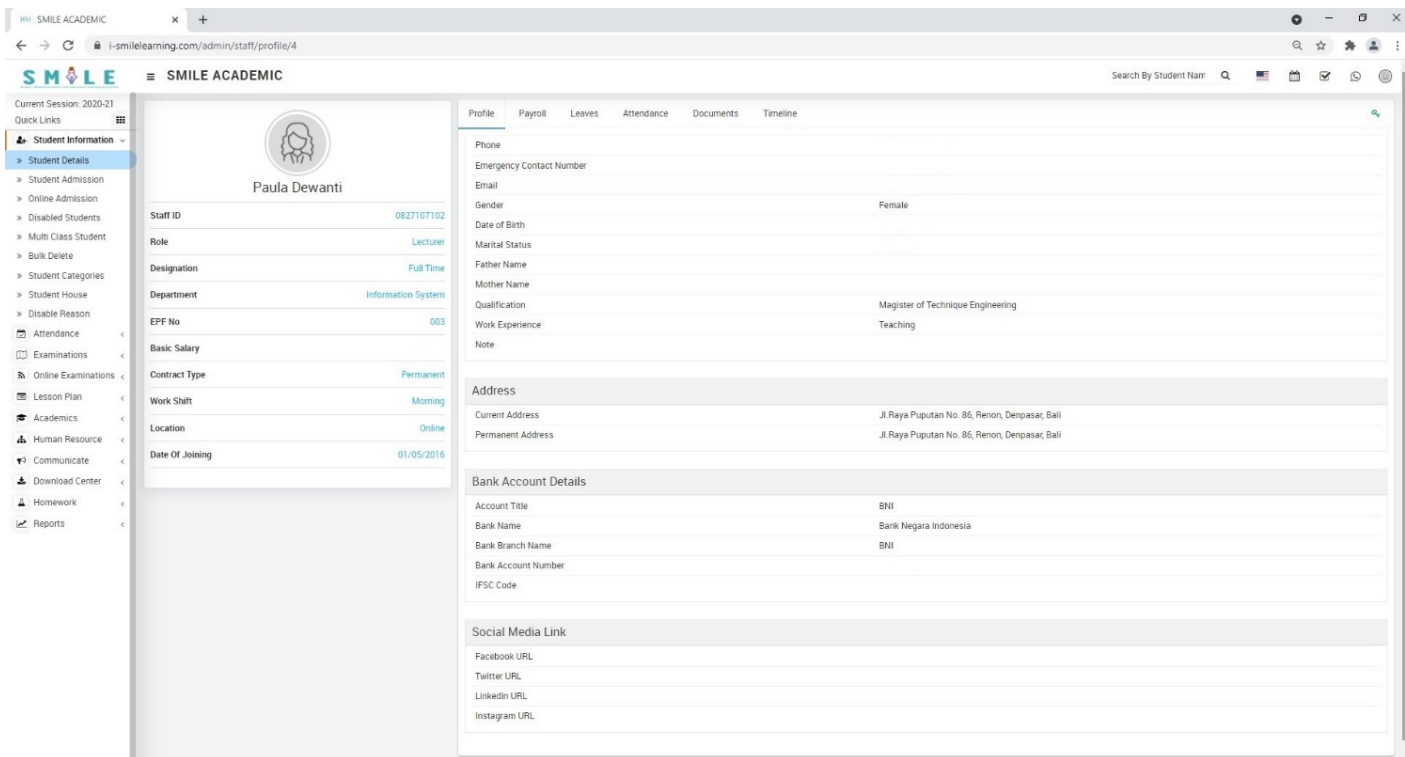 SMILE ACADEMIC
i-smilelearning.com/admin/staff/profile/4
SMILE
SMILE ACADEMIC
Search By Student Nam
Current Session: 2020-21
Quick Links
Student Information
» Student Details
» Student Admission
» Online Admission
» Disabled Students
» Multi Class Student
» Bulk Delete
» Student Categories
» Student House
» Disable Reason
Attendance
Examinations
Online Examinations
Lesson Plan
Academics
Human Resource
Communicate
Download Center
Homework
Reports
Paula Dewanti
Staff ID 0827107102
Role Lecturer
Designation Full Time
Department Information System
EPF No 003
Basic Salary
Contract Type Permanent
Work Shift Morning
Location Online
Date Of Joining 01/05/2016
Profile Payroll Leaves Attendance Documents Timeline
Phone
Emergency Contact Number
Email
Gender Female
Date of Birth
Marital Status
Father Name
Mother Name
Qualification Magister of Technique Engineering
Work Experience Teaching
Note
Address
Current Address Jl.Raya Puputan No. 86, Renon, Denpasar, Bali
Permanent Address Jl.Raya Puputan No. 86, Renon, Denpasar, Bali
Bank Account Details
Account Title BNI
Bank Name Bank Negara Indonesia
Bank Branch Name BNI
Bank Account Number
IFSC Code
Social Media Link
Facebook URL
Twitter URL
Linkedin URL
Instagram URL